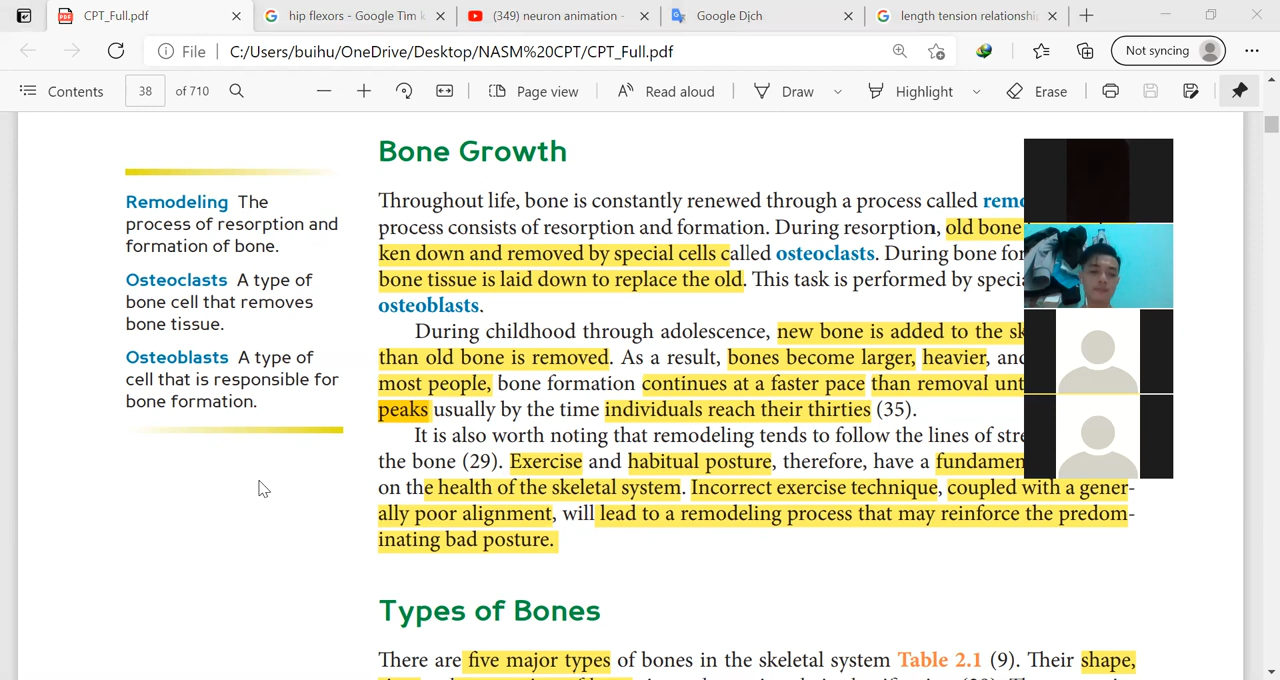 CPT_Full.pdf
hip flexors - Google Tim k
(349) neuron animation -
Google Dịch
length tension relationship
File C:/Users/buihu/OneDrive/Desktop/NASM%20CPT/CPT_Full.pdf
Not syncing
Contents 38 of 710 Page view Read aloud Draw Highlight Erase
Remodeling The
process of resorption and
formation of bone.
Osteoclasts A type of
bone cell that removes
bone tissue.
Osteoblasts A type of
cell that is responsible for
bone formation.
Bone Growth
Throughout life, bone is constantly renewed through a process called
process consists of resorption and formation. During resorption, old bone
ken down and removed by special cells called osteoclasts. During bone
bone tissue is laid down to replace the old. This task is performed by
osteoblasts.
During childhood through adolescence, new bone is added to the
than old bone is removed. As a result, bones become larger, heavier,
most people, bone formation continues at a faster pace than removal
peaks usually by the time individuals reach their thirties (35).
It is also worth noting that remodeling tends to follow the lines of
the bone (29). Exercise and habitual posture, therefore, have a
on the health of the skeletal system. Incorrect exercise technique, coupled with a gener-
ally poor alignment, will lead to a remodeling process that may reinforce the predom-
inating bad posture.
Types of Bones
There are five major types of bones in the skeletal system Table 2.1 (9). Their shape,